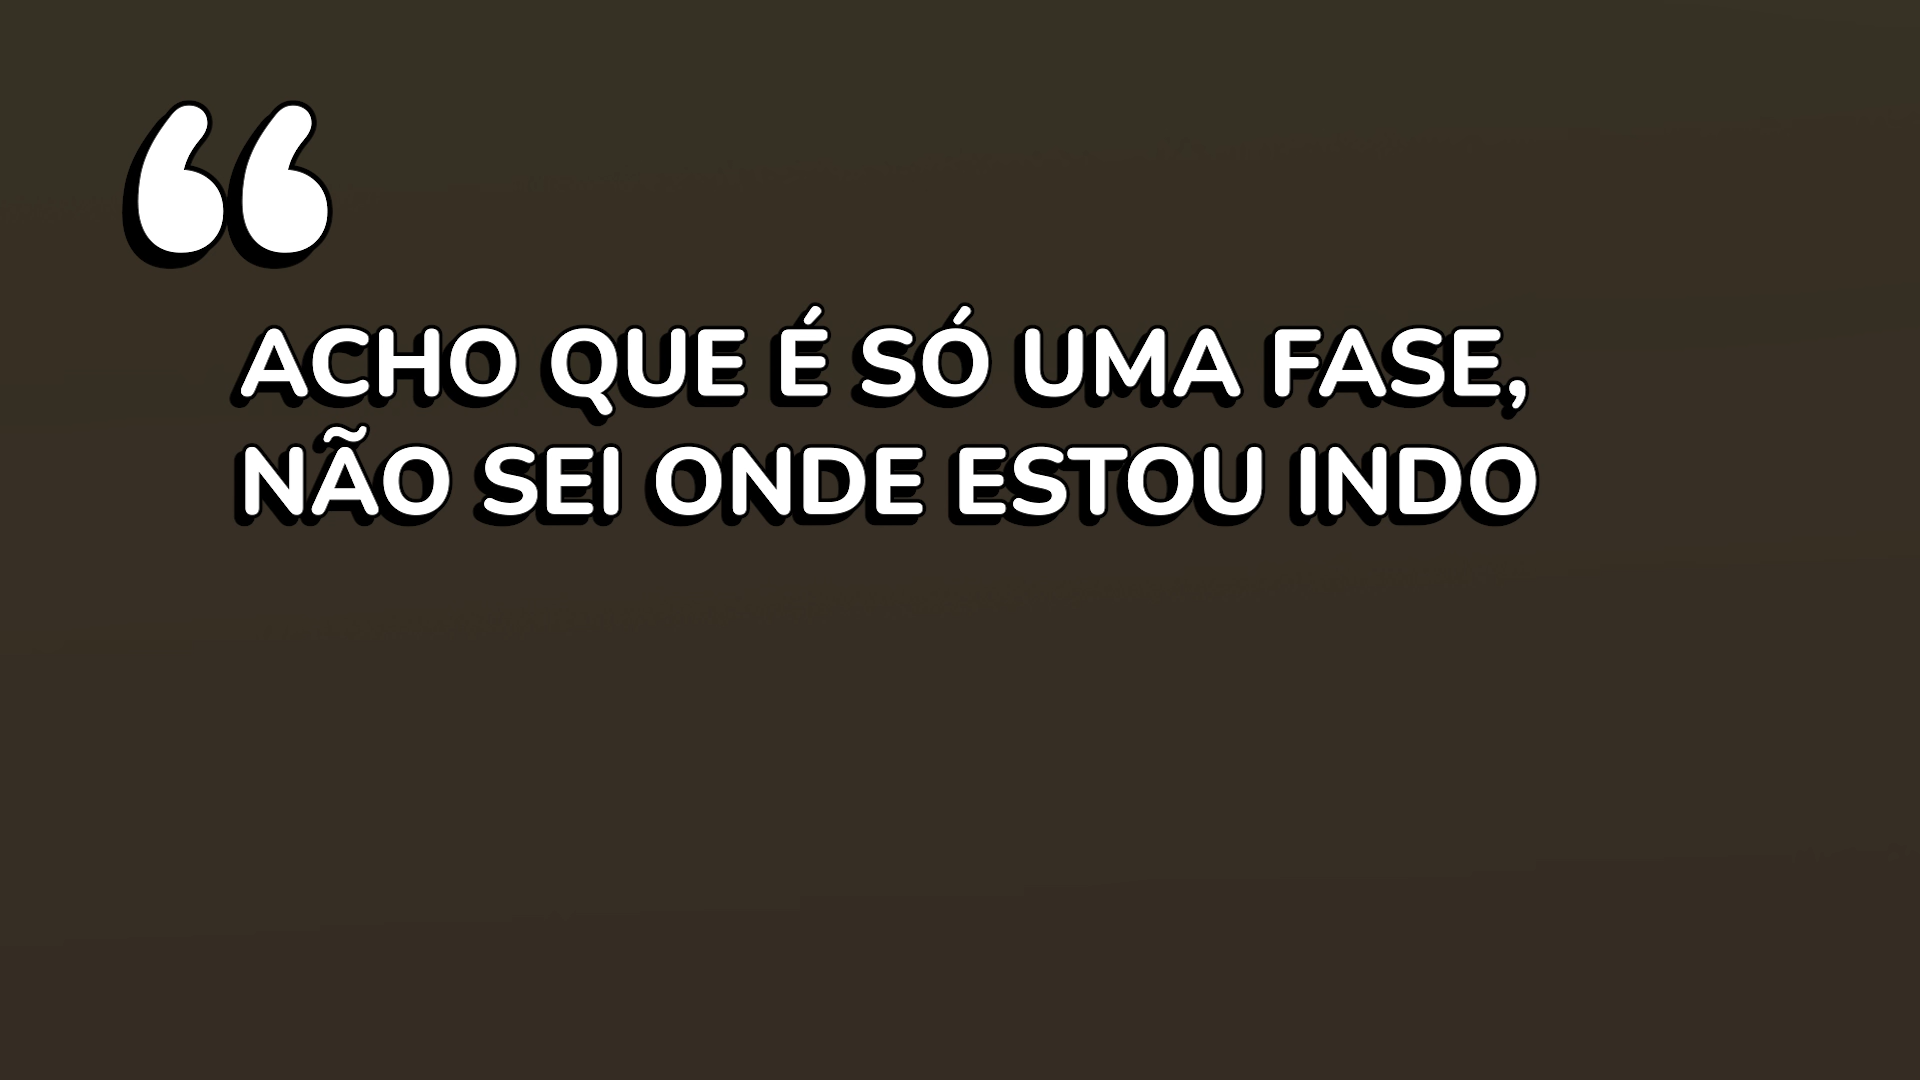 “
ACHO QUE É SÓ UMA FASE,
NÃO SEI ONDE ESTOU INDO